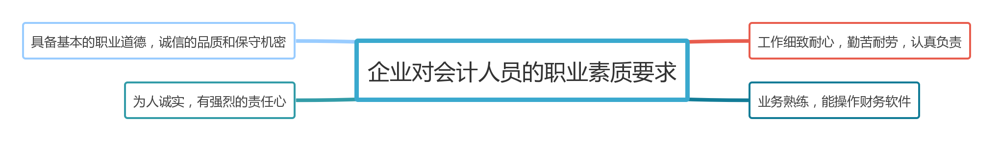 具备基本的职业道德，诚信的品质和保守机密
为人诚实，有强烈的责任心
企业对会计人员的职业素质要求
工作细致耐心，勤苦耐劳，认真负责
业务熟练，能操作财务软件